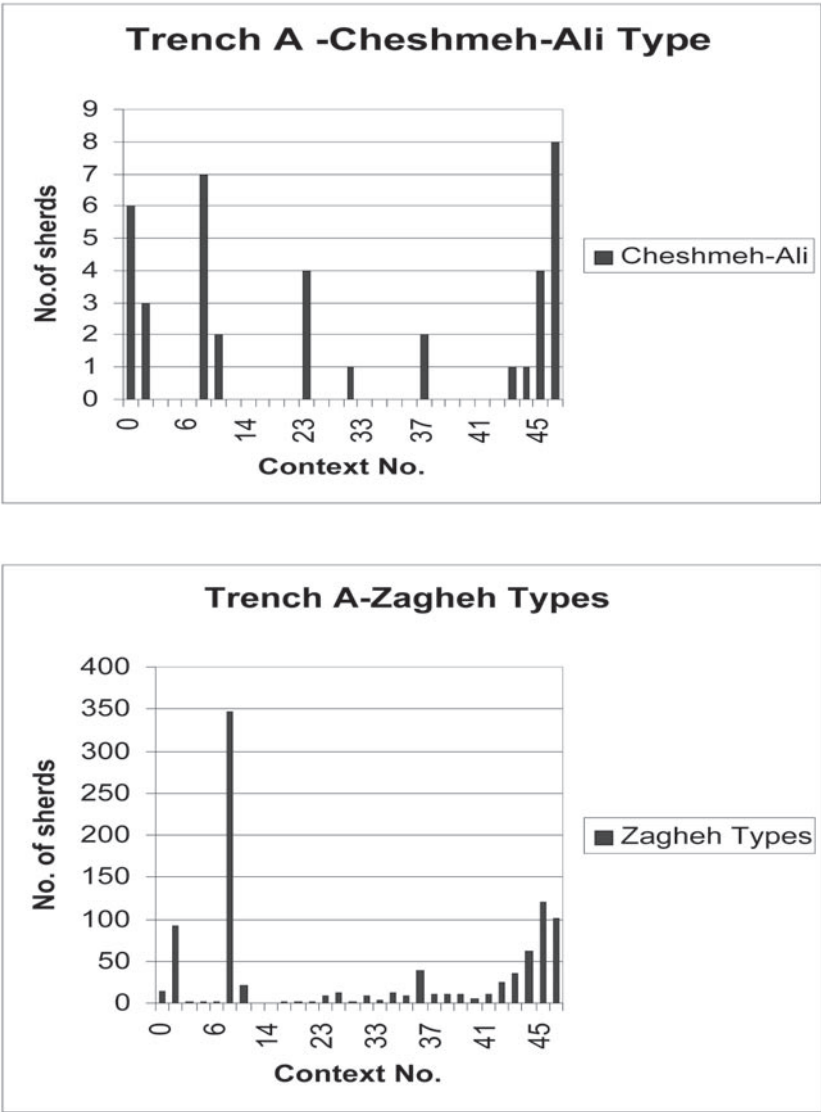 Trench A -Cheshmeh-Ali Type
9
8
7
6
5
4
3
2
1
0
No.of sherds
0 6 14 23 33 37 41 45
Context No.
Cheshmeh-Ali
Trench A-Zagheh Types
400
350
300
250
200
150
100
50
0
No. of sherds
0 6 14 23 33 37 41 45
Context No.
Zagheh Types